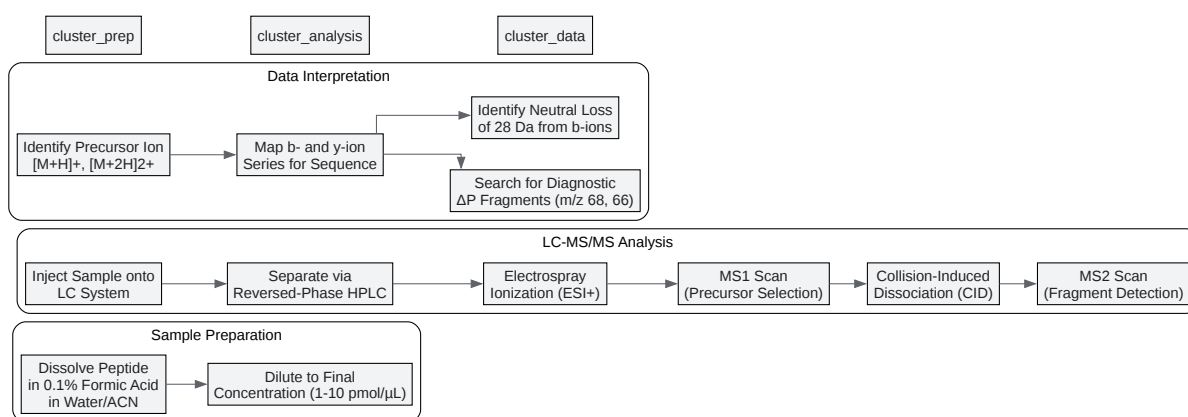 cluster_prep
cluster_analysis
cluster_data
Data Interpretation
Identify Precursor Ion
[M+H]+, [M+2H]2+
Map b- and y-ion
Series for Sequence
Identify Neutral Loss
of 28 Da from b-ions
Search for Diagnostic
ΔP Fragments (m/z 68, 66)
LC-MS/MS Analysis
Inject Sample onto
LC System
Separate via
Reversed-Phase HPLC
Electrospray
Ionization (ESI+)
MS1 Scan
(Precursor Selection)
Collision-Induced
Dissociation (CID)
MS2 Scan
(Fragment Detection)
Sample Preparation
Dissolve Peptide
in 0.1% Formic Acid
in Water/ACN
Dilute to Final
Concentration (1-10 pmol/μL)